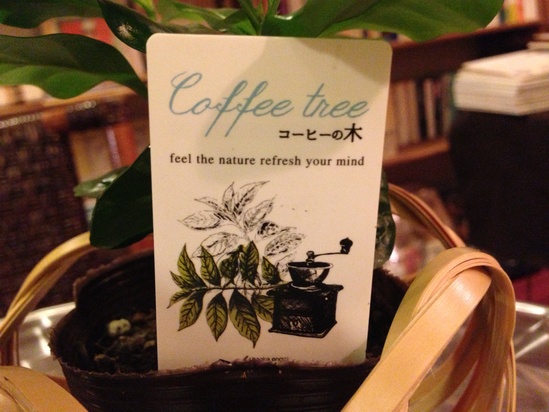 Coffee tree
コーヒーの木
feel the nature refresh your mind